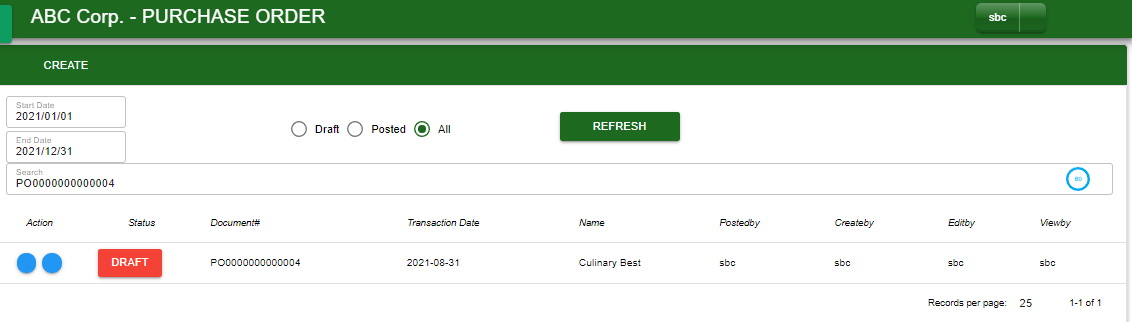 ABC Corp. - PURCHASE ORDER
sbc
CREATE
Start Date
2021/01/01
Draft Posted All
REFRESH
End Date
2021/12/31
Search
PO0000000000004
Action Status Document# Transaction Date Name Postedby Createby Editby Viewby
DRAFT PO0000000000004 2021-08-31 Culinary Best sbc sbc sbc sbc
Records per page: 25 1-1 of 1